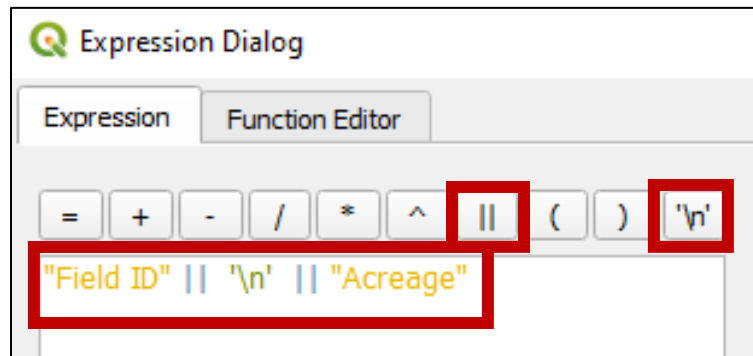 Expression Dialog
Expression Function Editor
= + - / * ^ || ( ) '\n'
"Field ID" || '\n' || "Acreage"